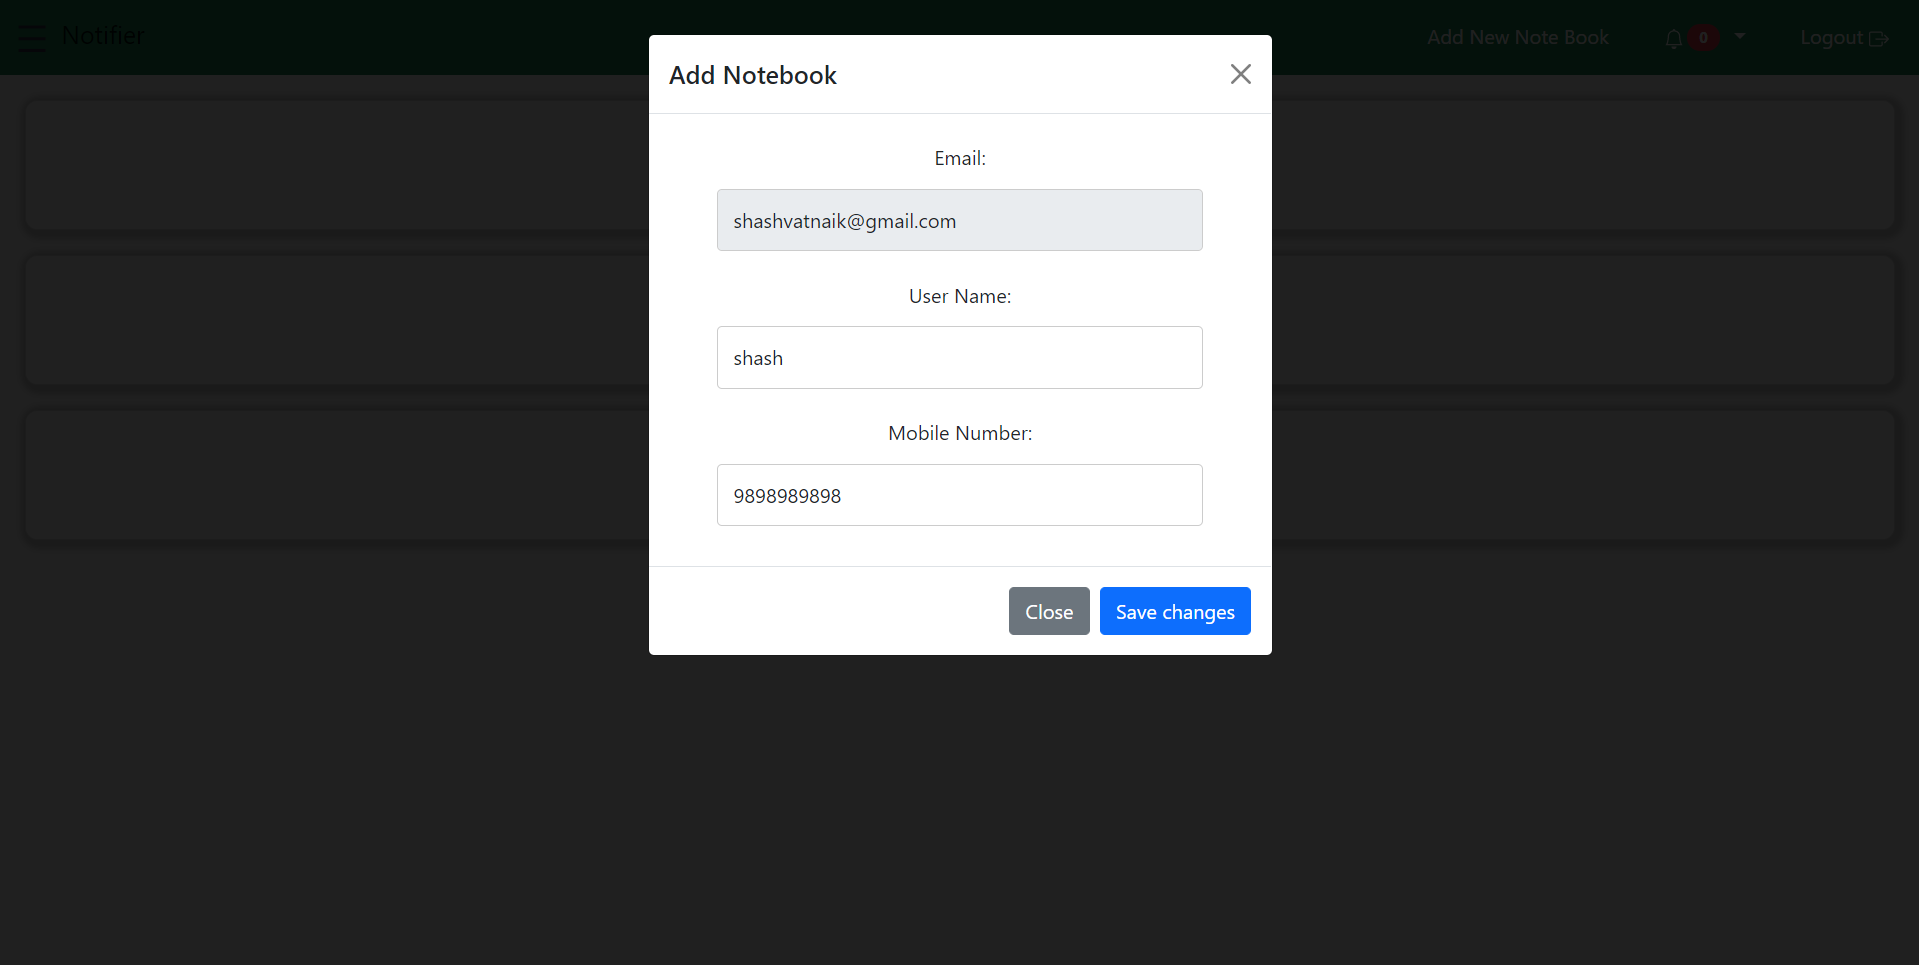 Notifier
Add New Note Book
0
Logout
Add Notebook
Email:
shashvatnaik@gmail.com
User Name:
shash
Mobile Number:
9898989898
Close
Save changes